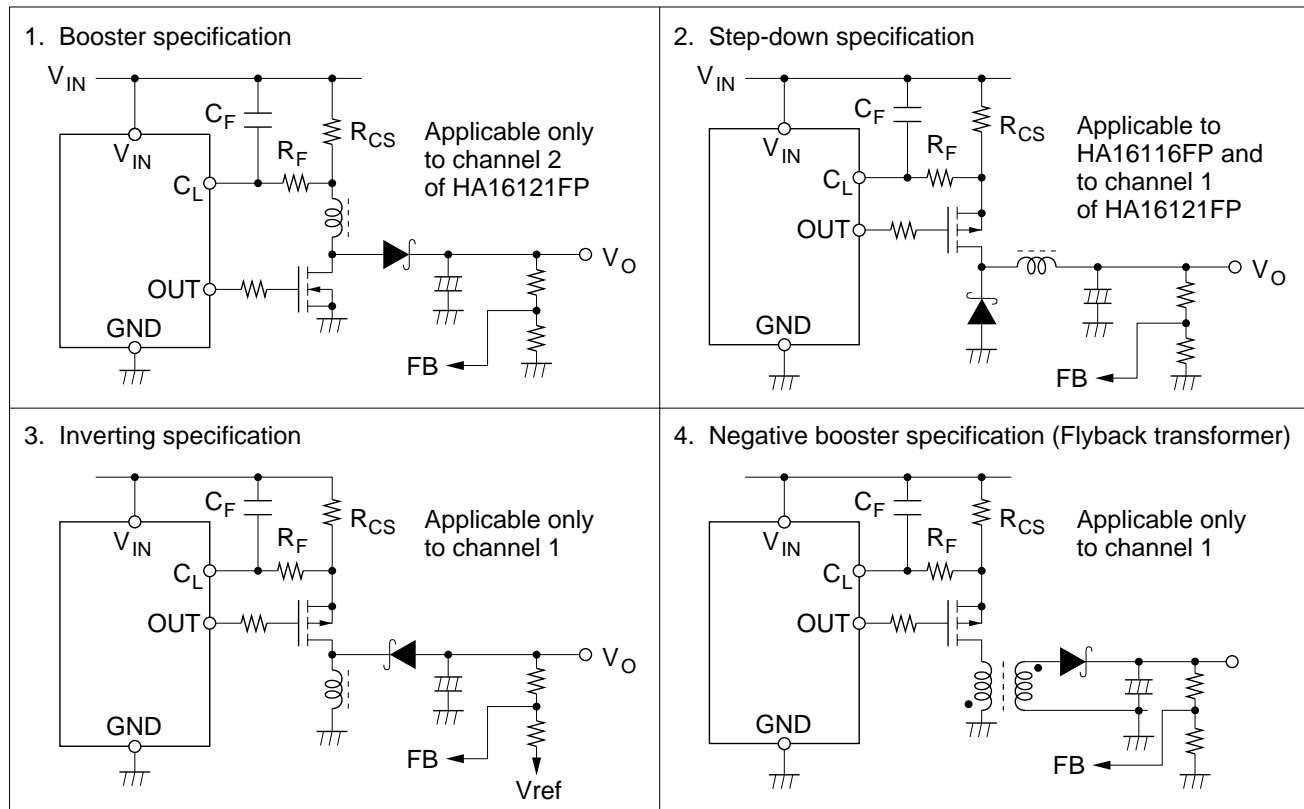 1. Booster specification
V_IN
C_F
R_CS
V_IN
R_F
C_L
Applicable only
to channel 2
of HA16121FP
OUT
V_O
GND
FB
2. Step-down specification
V_IN
C_F
R_CS
V_IN
R_F
C_L
Applicable to
HA16116FP and
to channel 1
of HA16121FP
OUT
V_O
GND
FB
3. Inverting specification
C_F
R_CS
V_IN
R_F
C_L
Applicable only
to channel 1
OUT
V_O
GND
FB
Vref
4. Negative booster specification (Flyback transformer)
C_F
R_CS
V_IN
R_F
C_L
Applicable only
to channel 1
OUT
GND
FB